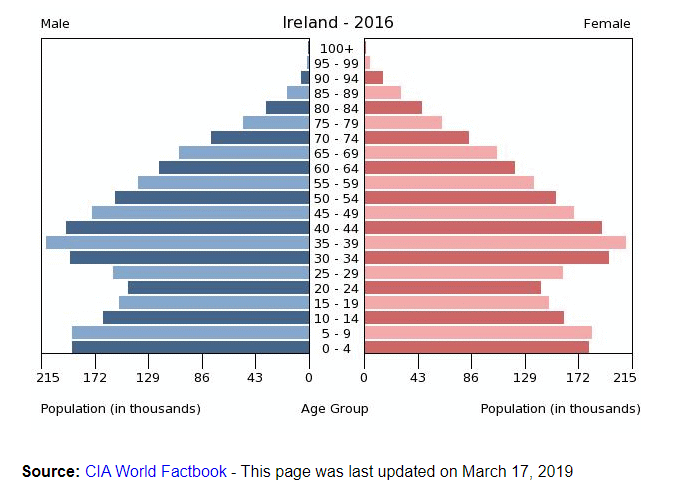 Male Ireland - 2016 Female
100+
95 - 99
90 - 94
85 - 89
80 - 84
75 - 79
70 - 74
65 - 69
60 - 64
55 - 59
50 - 54
45 - 49
40 - 44
35 - 39
30 - 34
25 - 29
20 - 24
15 - 19
10 - 14
5 - 9
0 - 4
215 172 129 86 43 0 0 43 86 129 172 215
Population (in thousands) Age Group Population (in thousands)
Source: CIA World Factbook - This page was last updated on March 17, 2019